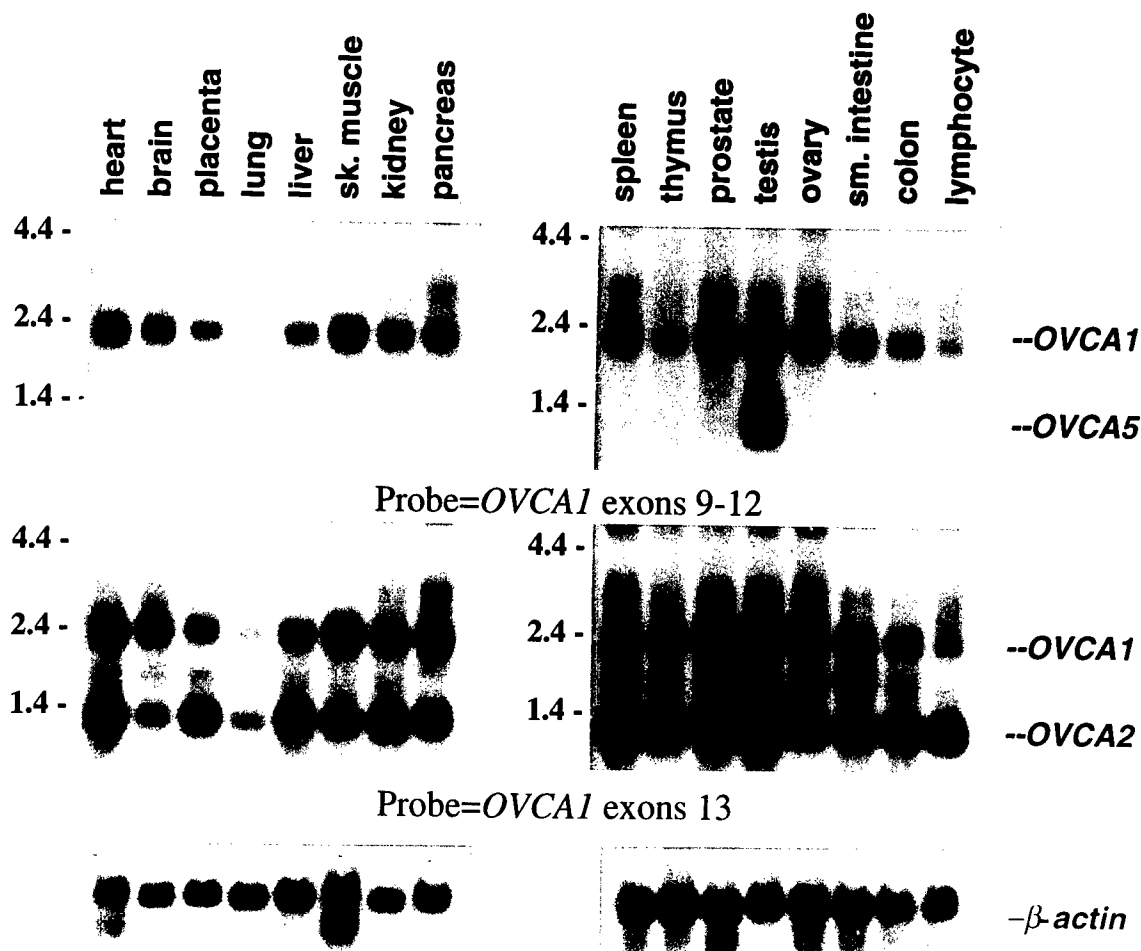 heart brain placenta lung liver sk. muscle kidney pancreas
spleen thymus prostate testis ovary sm. intestine colon lymphocyte
4.4 -
2.4 -
1.4 -
4.4 -
2.4 -
1.4 -
--OVCA1
--OVCA5
Probe=OVCA1 exons 9-12
4.4 -
2.4 -
1.4 -
4.4 -
2.4 -
1.4 -
--OVCA1
--OVCA2
Probe=OVCA1 exons 13
-β-actin